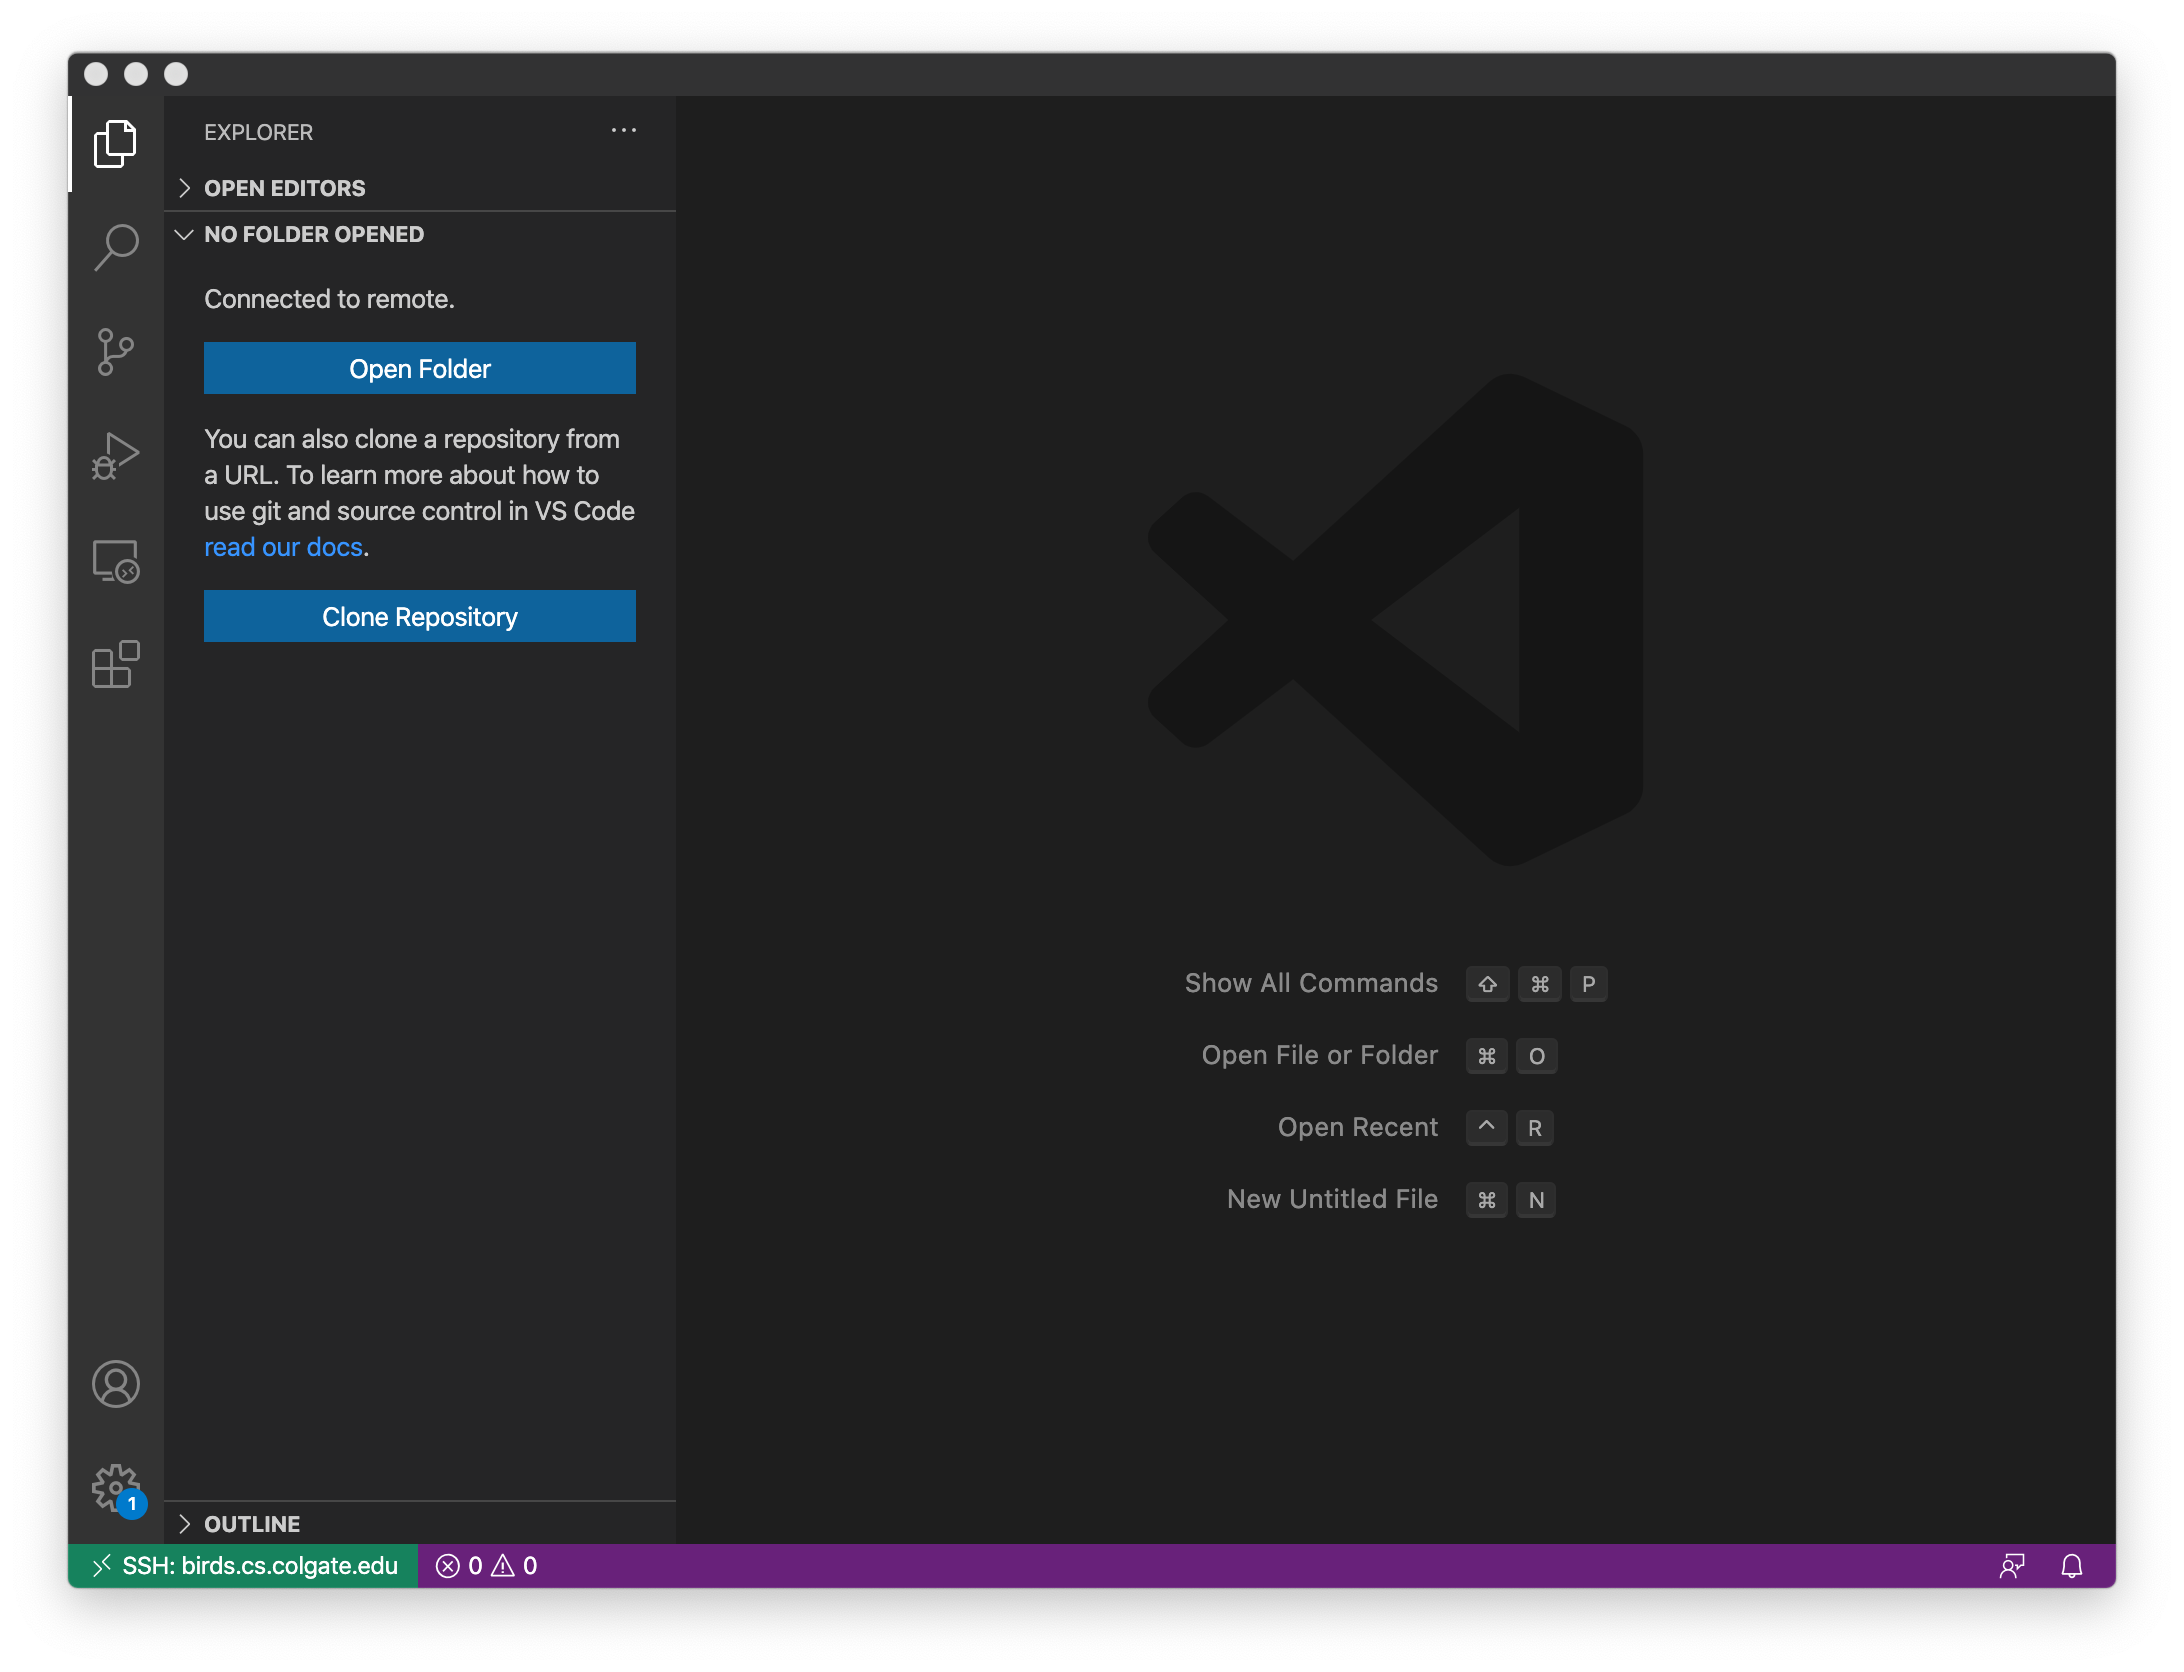 EXPLORER
OPEN EDITORS
NO FOLDER OPENED
Connected to remote.
Open Folder
You can also clone a repository from
a URL. To learn more about how to
use git and source control in VS Code
read our docs.
Clone Repository
Show All Commands ⇧ ⌘ P
Open File or Folder ⌘ O
Open Recent ^ R
New Untitled File ⌘ N
1
OUTLINE
SSH: birds.cs.colgate.edu 0 0